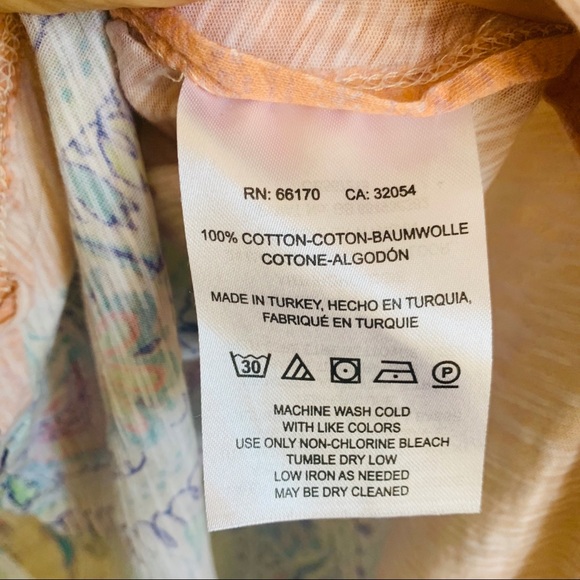 RN: 66170 CA: 32054
100% COTTON-COTON-BAUMWOLLE
COTONE-ALGODÓN
MADE IN TURKEY, HECHO EN TURQUIA,
FABRIQUÉ EN TURQUIE
30 P
MACHINE WASH COLD
WITH LIKE COLORS
USE ONLY NON-CHLORINE BLEACH
TUMBLE DRY LOW
LOW IRON AS NEEDED
MAY BE DRY CLEANED